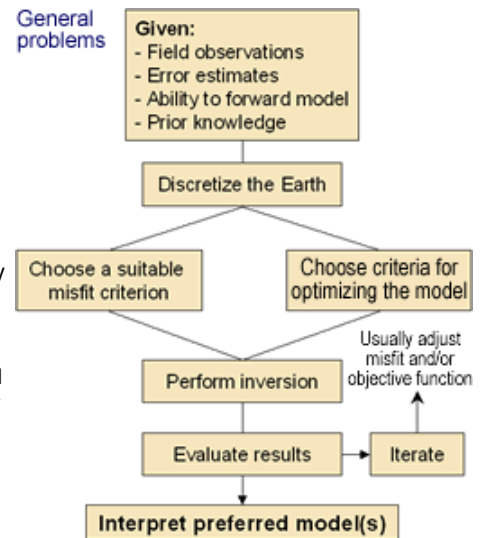 General
problems
Given:
- Field observations
- Error estimates
- Ability to forward model
- Prior knowledge
Discretize the Earth
Choose a suitable
misfit criterion
Choose criteria for
optimizing the model
Usually adjust
misfit and/or
objective function
Perform inversion
Evaluate results
Iterate
Interpret preferred model(s)